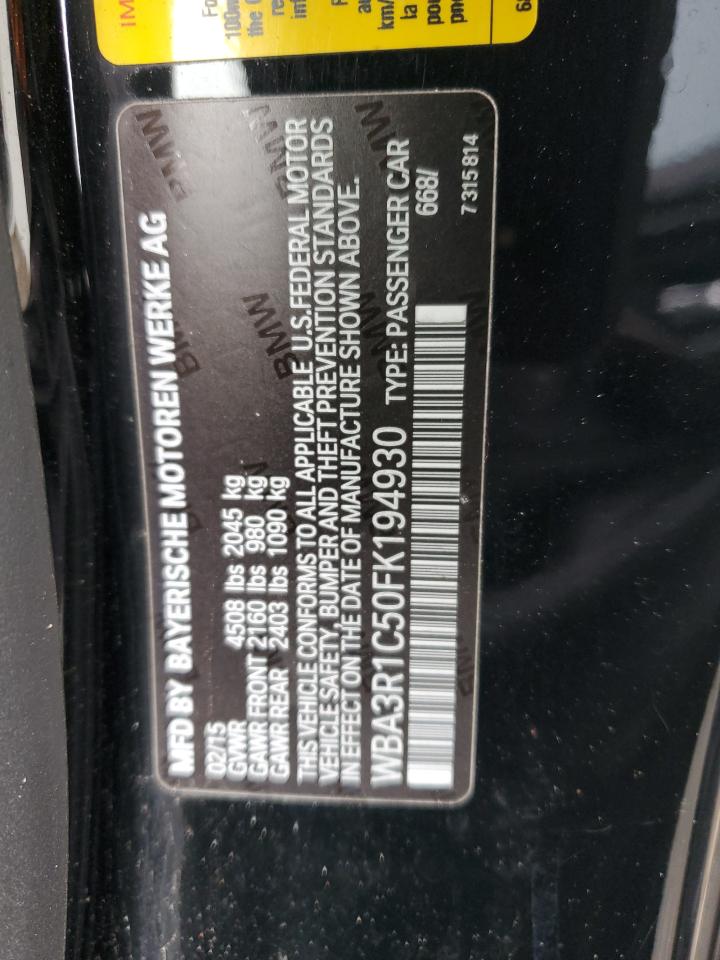 MFD BY BAYERISCHE MOTOREN WERKE AG
02/15
GVWR 4508 lbs 2045 kg
GAWR FRONT 2160 lbs 980 kg
GAWR REAR 2403 lbs 1090 kg
THIS VEHICLE CONFORMS TO ALL APPLICABLE U.S.FEDERAL MOTOR
VEHICLE SAFETY, BUMPER AND THEFT PREVENTION STANDARDS
IN EFFECT ON THE DATE OF MANUFACTURE SHOWN ABOVE.
WBA3R1C50FK194930 TYPE: PASSENGER CAR
668/
7 315 814